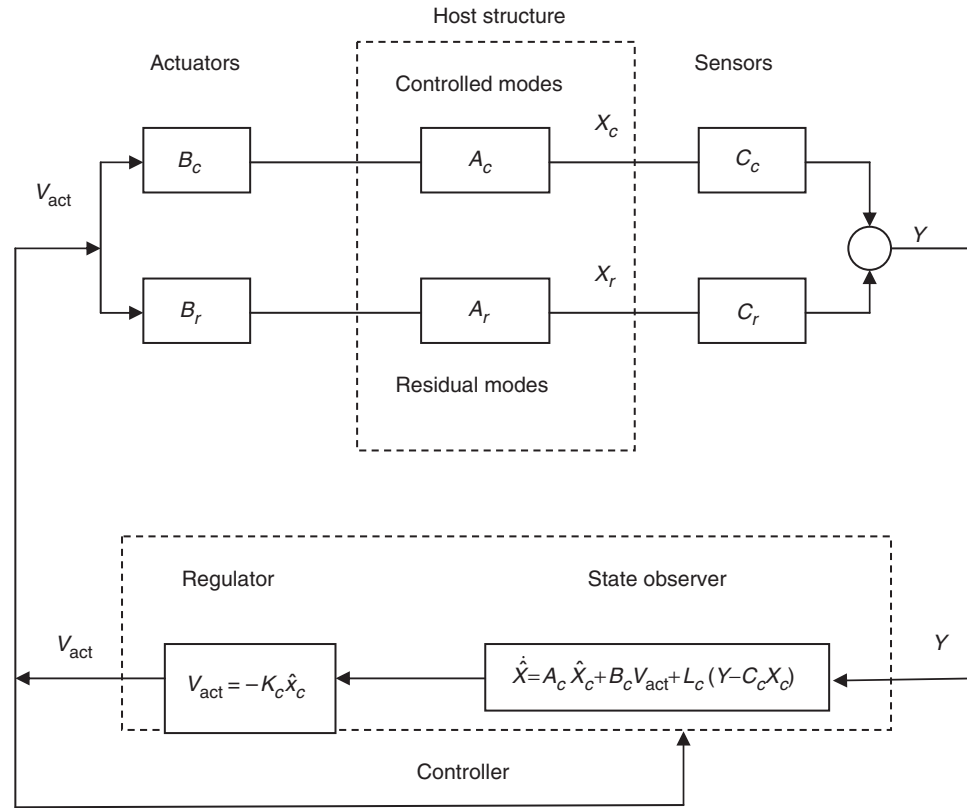 Host structure
Actuators
Sensors
Controlled modes
X_c
B_c
A_c
C_c
V_act
Y
X_r
B_r
A_r
C_r
Residual modes
Regulator
State observer
V_act
Y
V_act = −K_c x̂_c
X̂̇ = A_c X̂_c + B_c V_act + L_c (Y − C_c X_c)
Controller